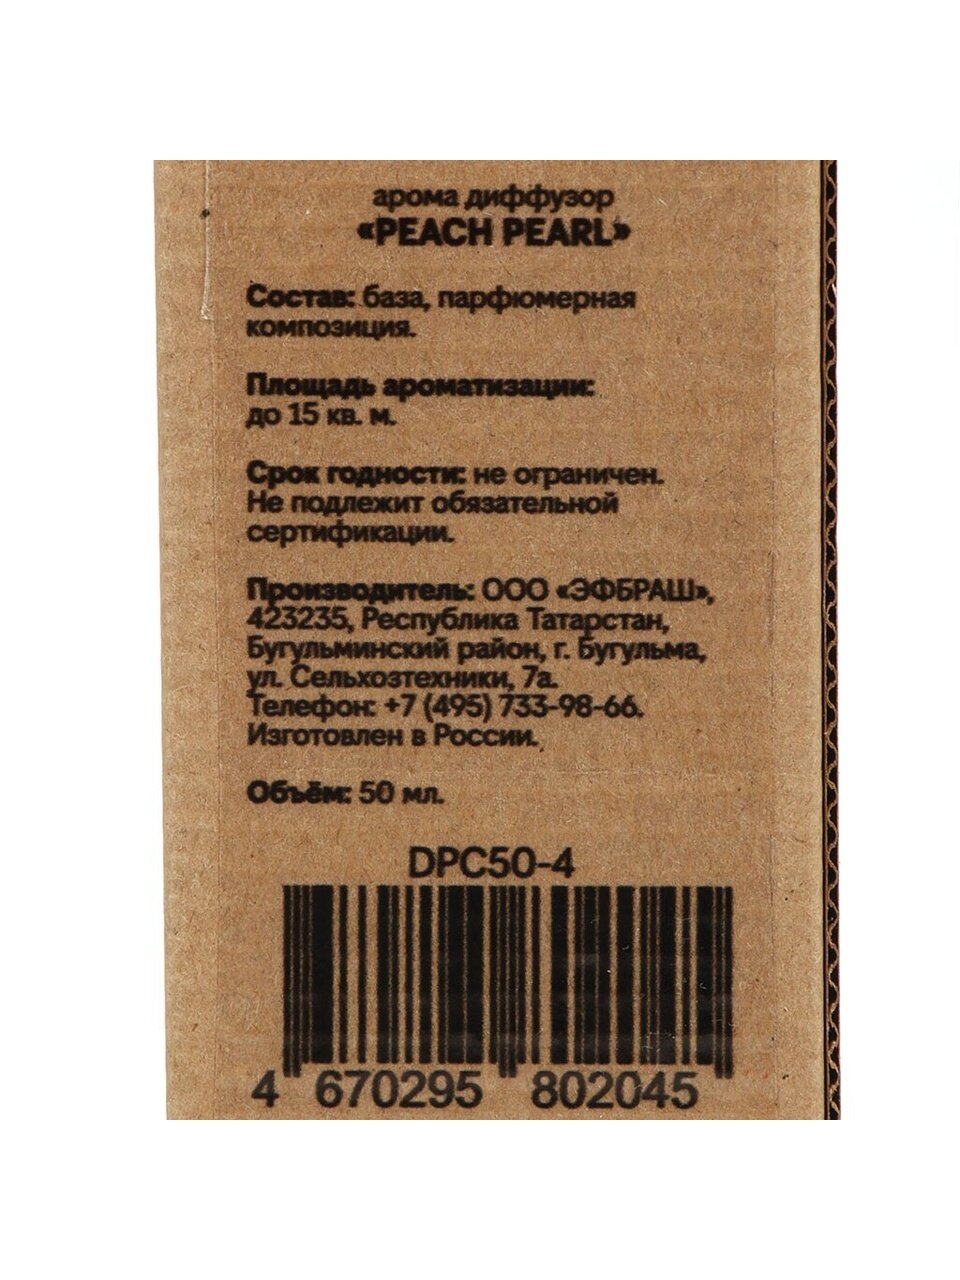 арома диффузор
«PEACH PEARL»
Состав: база, парфюмерная
композиция.
Площадь ароматизации:
до 15 кв. м.
Срок годности: не ограничен.
Не подлежит обязательной
сертификации.
Производитель: ООО «ЭФБРАШ»,
423235, Республика Татарстан,
Бугульминский район, г. Бугульма,
ул. Сельхозтехники, 7а.
Телефон: +7 (495) 733-98-66.
Изготовлен в России.
Объём: 50 мл.
DPC50-4
4 670295 802045